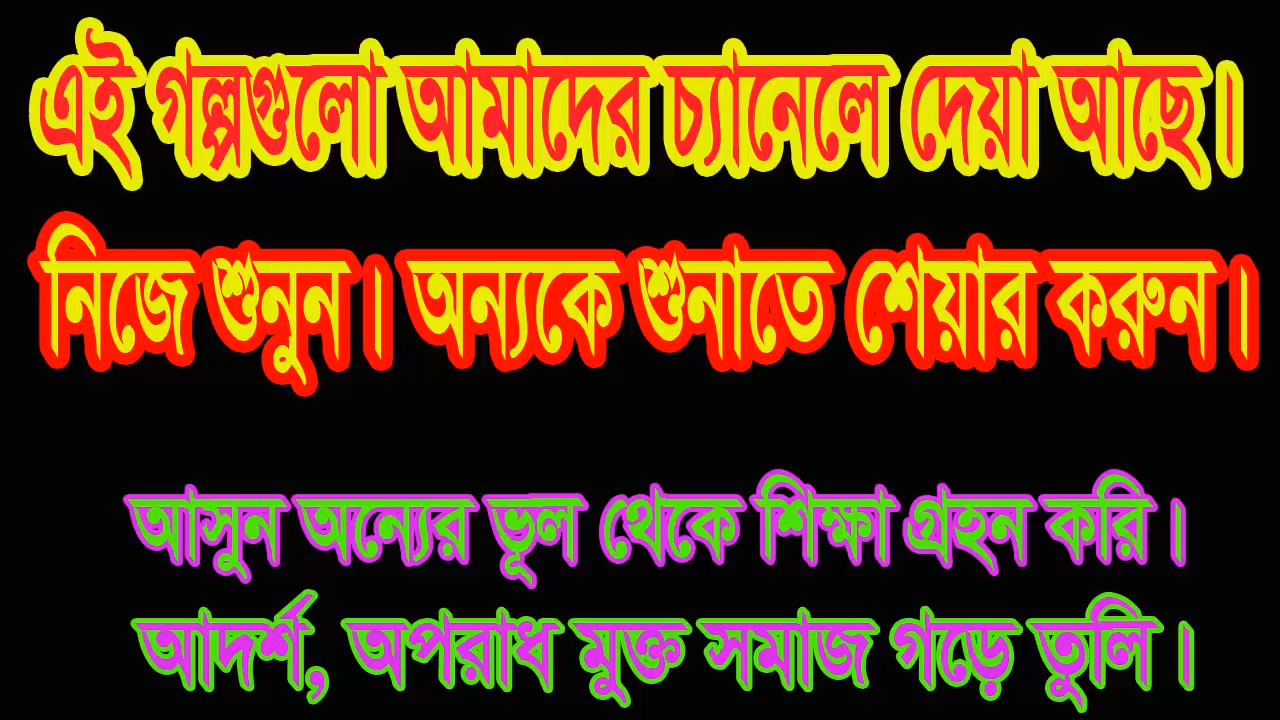 এই গল্পগুলো আমাদের চ্যানেলে দেয়া আছে।
নিজে শুনুন। অন্যকে শুনাতে শেয়ার করুন।
আসুন অন্যের ভূল থেকে শিক্ষা গ্রহন করি।
আদর্শ, অপরাধ মুক্ত সমাজ গড়ে তুলি।